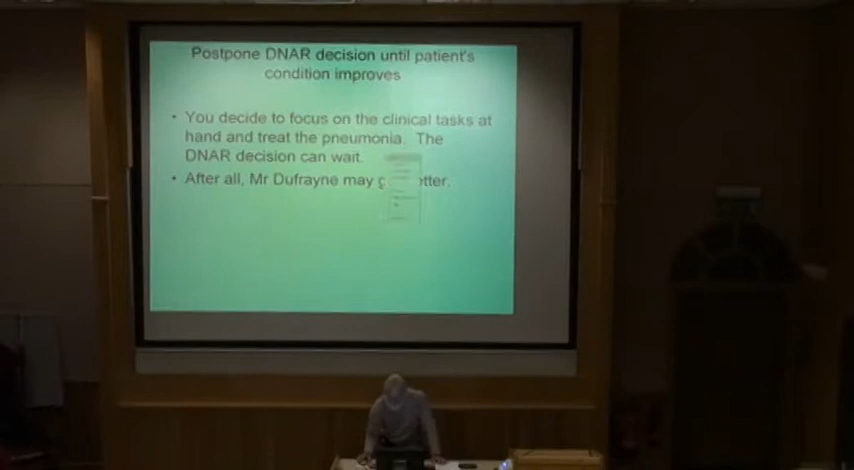 Postpone DNAR decision until patient's
condition improves
• You decide to focus on the clinical tasks at
hand and treat the pneumonia. The
DNAR decision can wait.
• After all, Mr Dufrayne may